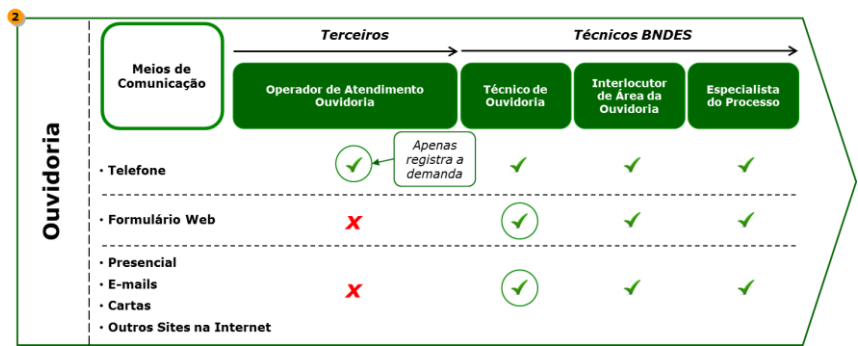 2
Terceiros
Técnicos BNDES
Meios de
Comunicação
Operador de Atendimento
Ouvidoria
Técnico de
Ouvidoria
Interlocutor
de Área da
Ouvidoria
Especialista
do Processo
Ouvidoria
· Telefone
Apenas
registra a
demanda
· Formulário Web
X
· Presencial
· E-mails
· Cartas
· Outros Sites na Internet
X